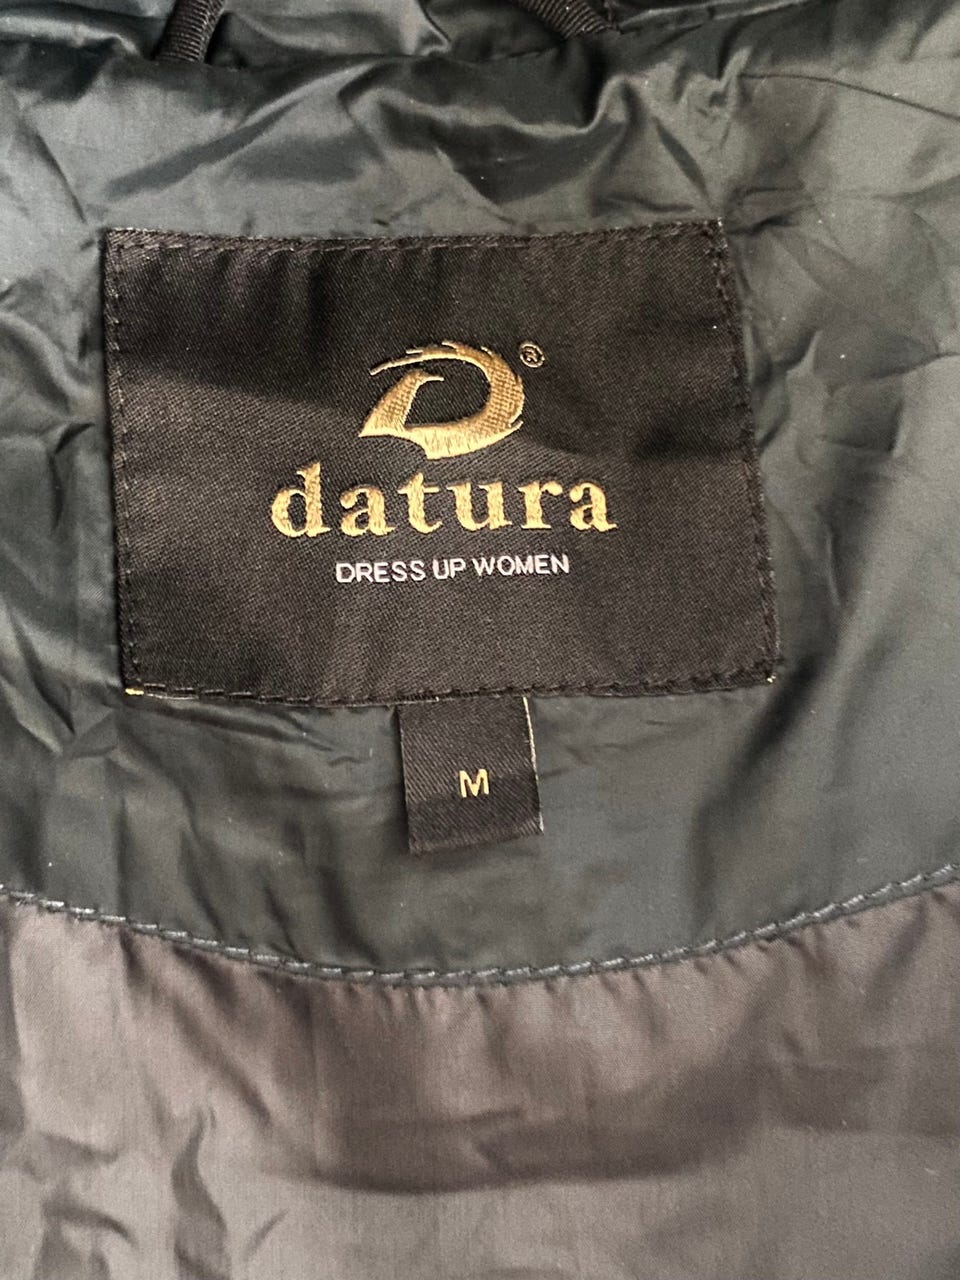 ®
datura
DRESS UP WOMEN
M